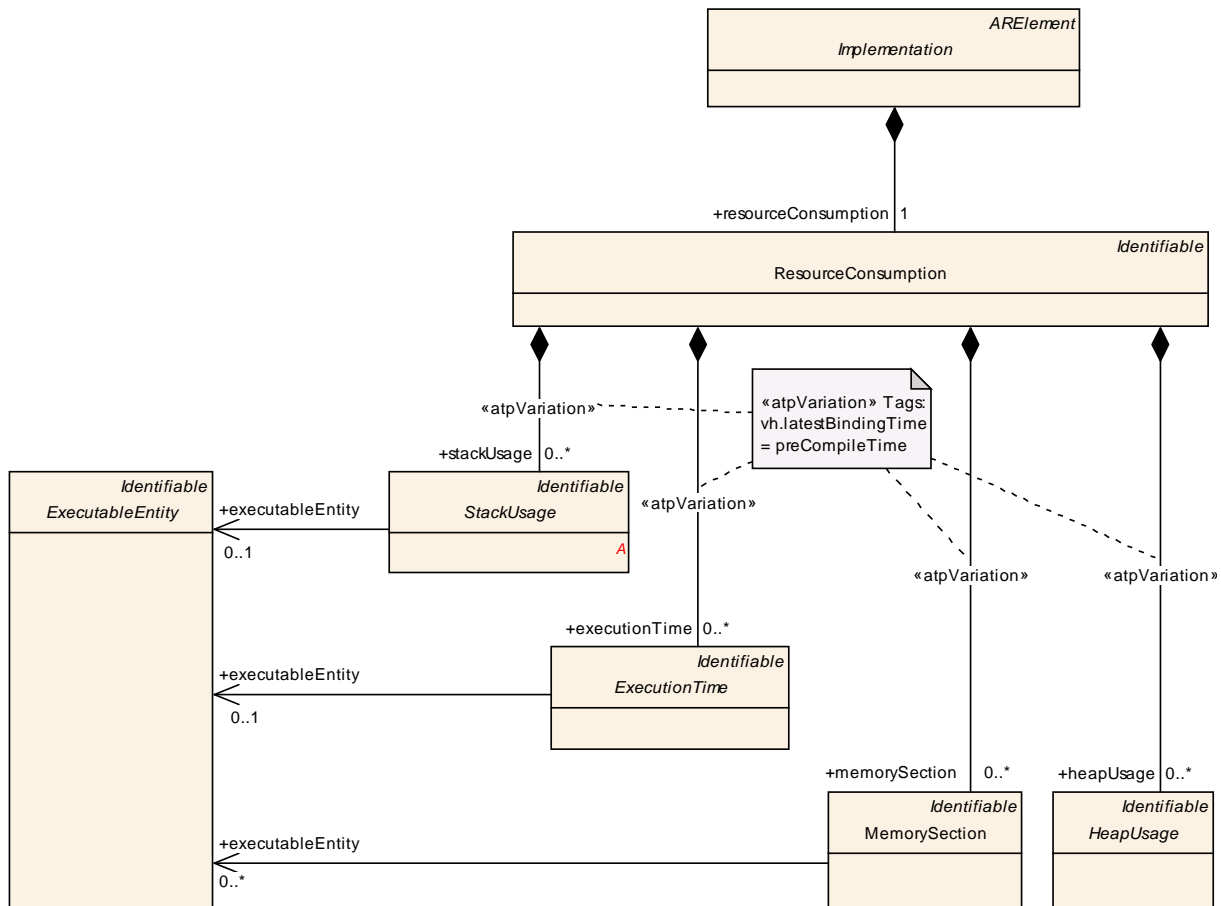 ARElement
Implementation
+resourceConsumption 1
Identifiable
ResourceConsumption
«atpVariation» Tags:
vh.latestBindingTime
= preCompileTime
«atpVariation»
+stackUsage 0..*
Identifiable
ExecutableEntity
+executableEntity
0..1
Identifiable
StackUsage
A
«atpVariation»
«atpVariation»
«atpVariation»
+executionTime 0..*
Identifiable
ExecutionTime
+executableEntity
0..1
+memorySection 0..*
+heapUsage 0..*
Identifiable
MemorySection
Identifiable
HeapUsage
+executableEntity
0..*